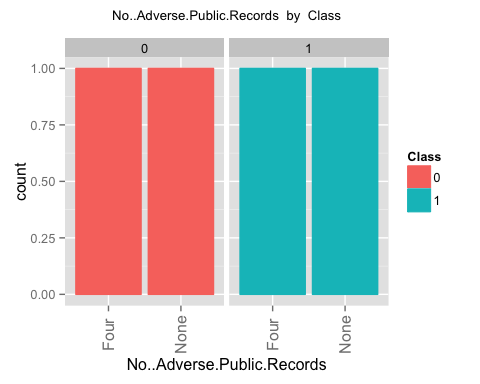 No..Adverse.Public.Records by Class
0
1
1.00
0.75
0.50
0.25
0.00
count
Four
None
Four
None
No..Adverse.Public.Records
Class
0
1